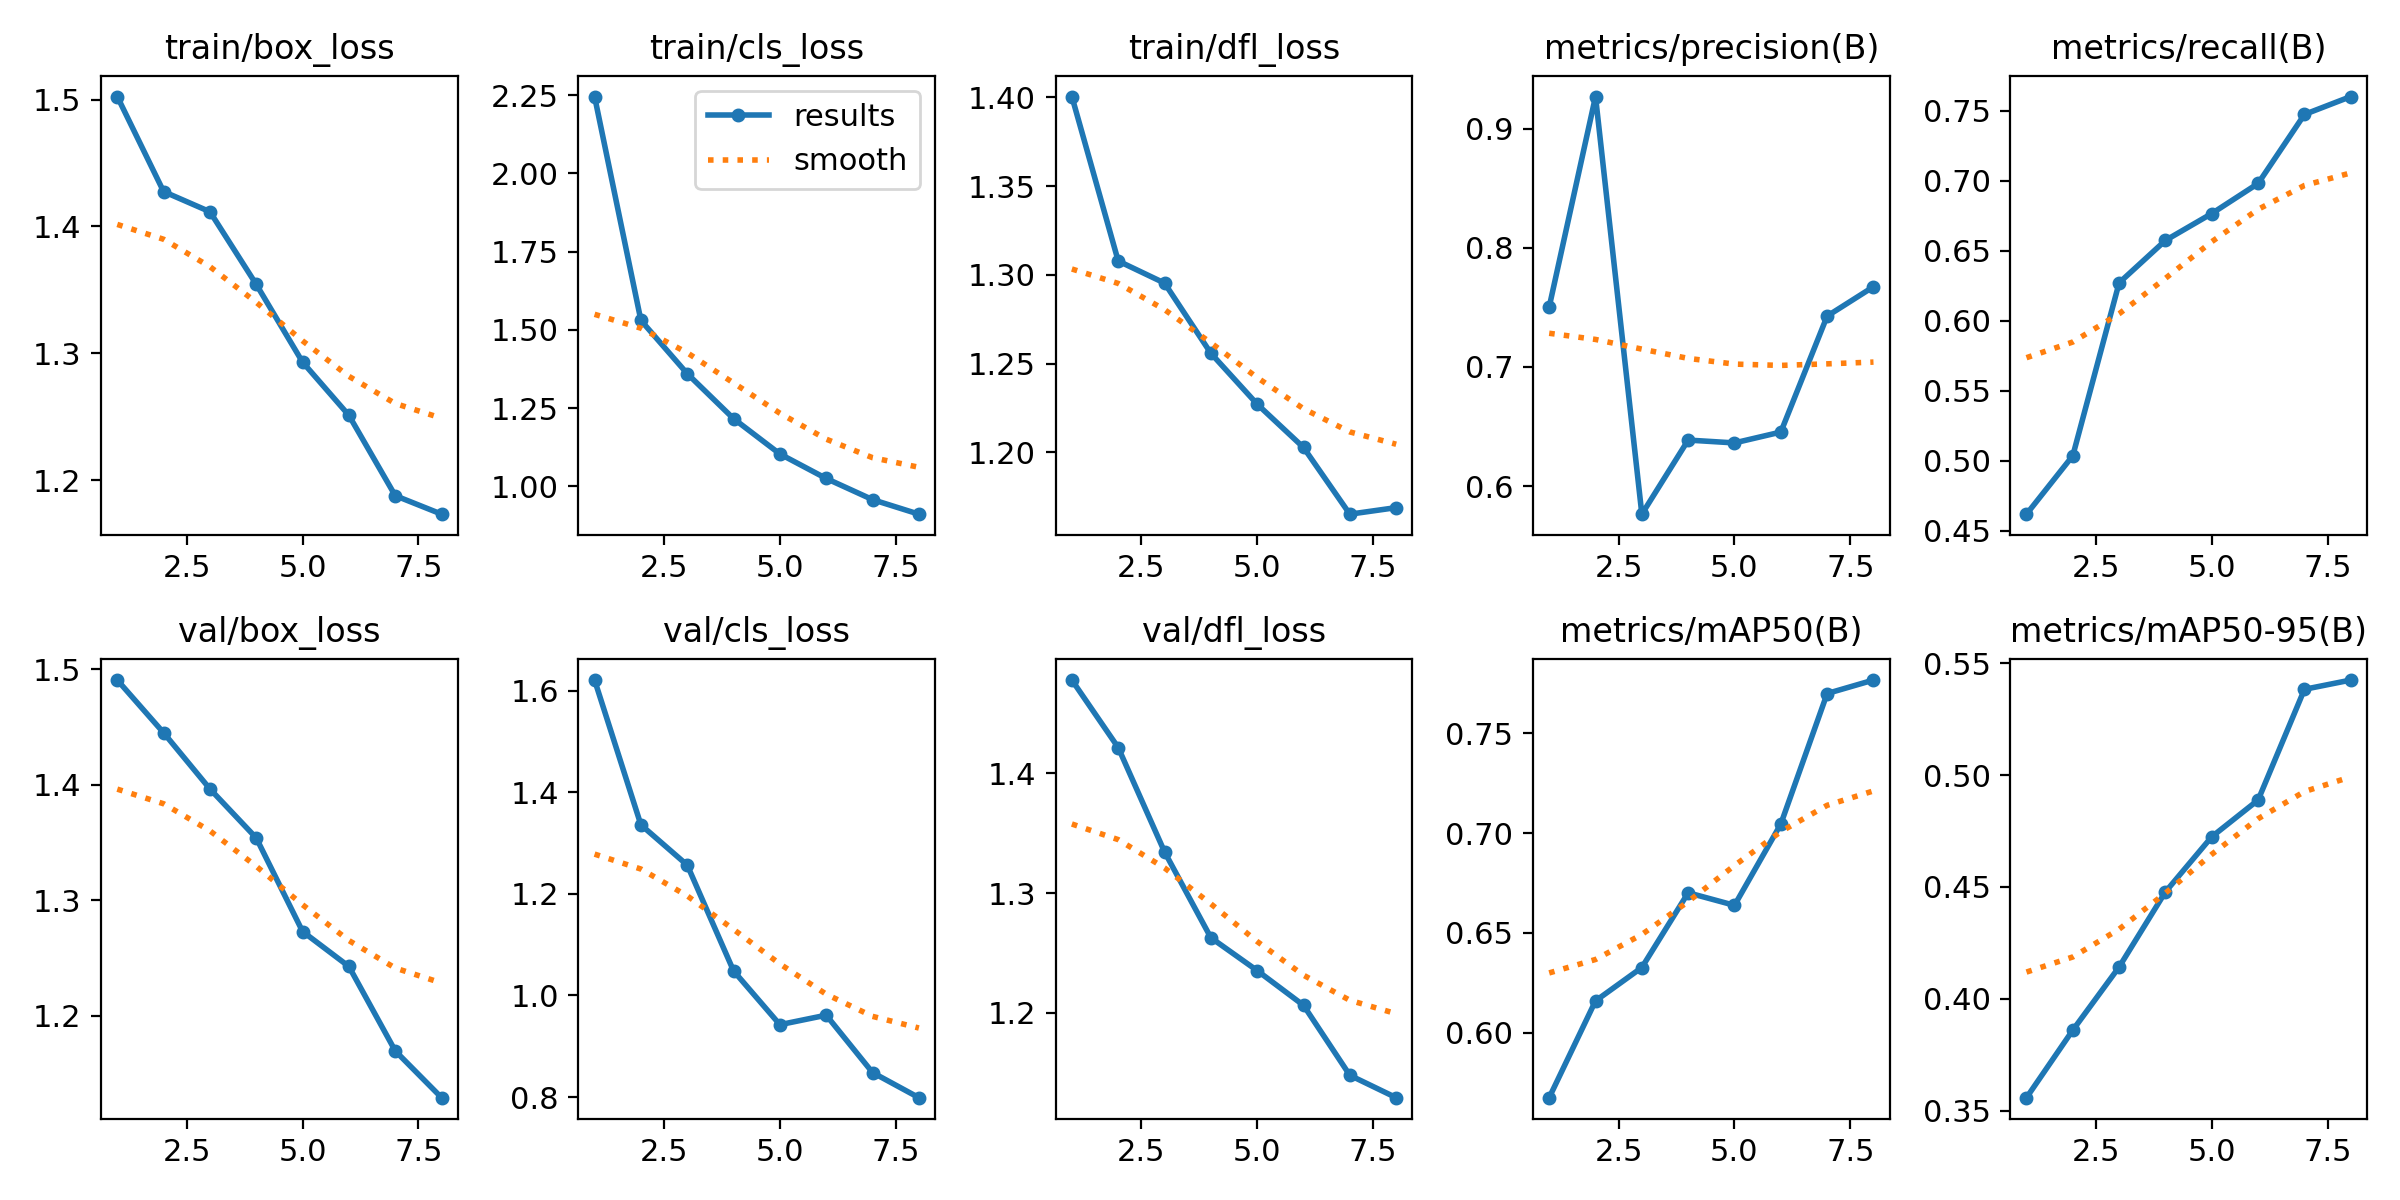 train/box_loss
1.5
1.4
1.3
1.2
2.5 5.0 7.5
train/cls_loss
results
smooth
2.25
2.00
1.75
1.50
1.25
1.00
2.5 5.0 7.5
train/dfl_loss
1.40
1.35
1.30
1.25
1.20
2.5 5.0 7.5
metrics/precision(B)
0.9
0.8
0.7
0.6
2.5 5.0 7.5
metrics/recall(B)
0.75
0.70
0.65
0.60
0.55
0.50
0.45
2.5 5.0 7.5
val/box_loss
1.5
1.4
1.3
1.2
2.5 5.0 7.5
val/cls_loss
1.6
1.4
1.2
1.0
0.8
2.5 5.0 7.5
val/dfl_loss
1.4
1.3
1.2
2.5 5.0 7.5
metrics/mAP50(B)
0.75
0.70
0.65
0.60
2.5 5.0 7.5
metrics/mAP50-95(B)
0.55
0.50
0.45
0.40
0.35
2.5 5.0 7.5